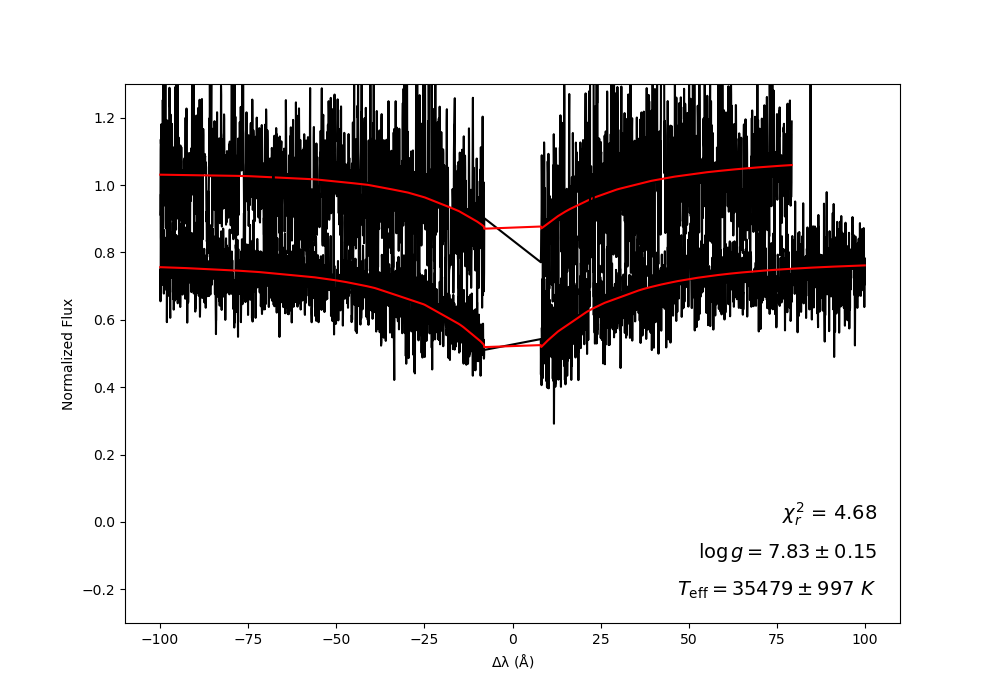 1.2
1.0
0.8
0.6
0.4
0.2
0.0
−0.2
Normalized Flux
χ²ᵣ = 4.68
log g = 7.83 ± 0.15
T_eff = 35479 ± 997 K
−100 −75 −50 −25 0 25 50 75 100
Δλ (Å)